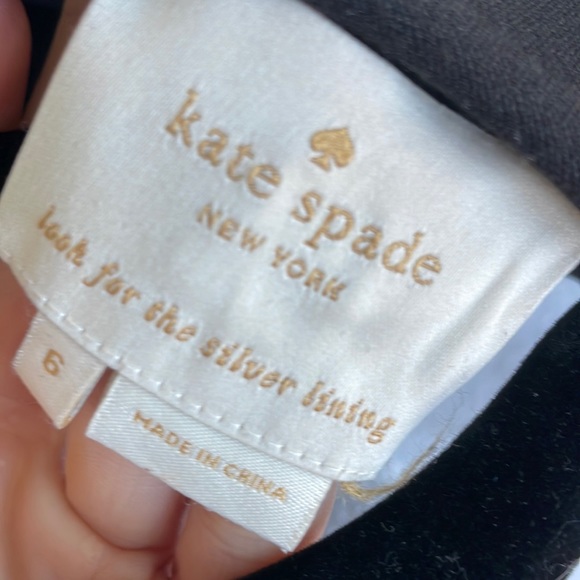 kate spade
NEW YORK
look for the silver lining
6
MADE IN CHINA